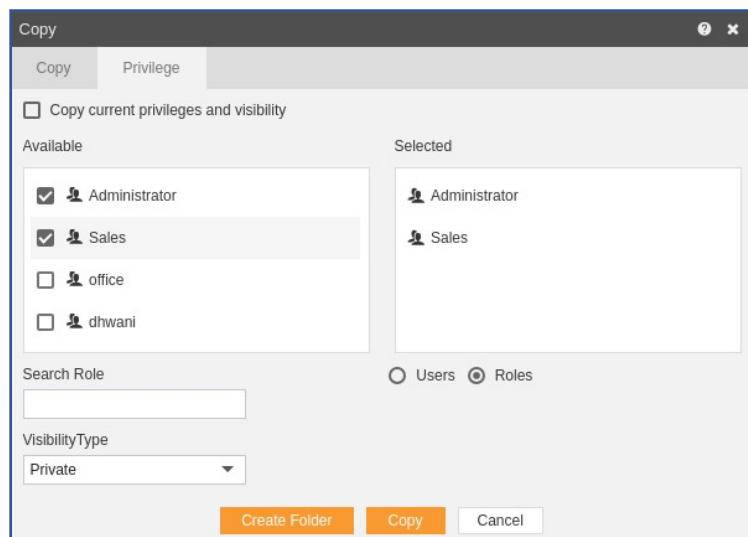 Copy
Copy Privilege
Copy current privileges and visibility
Available
Selected
Administrator
Sales
office
dhwani
Administrator
Sales
Search Role
Users Roles
VisibilityType
Private
Create Folder Copy Cancel